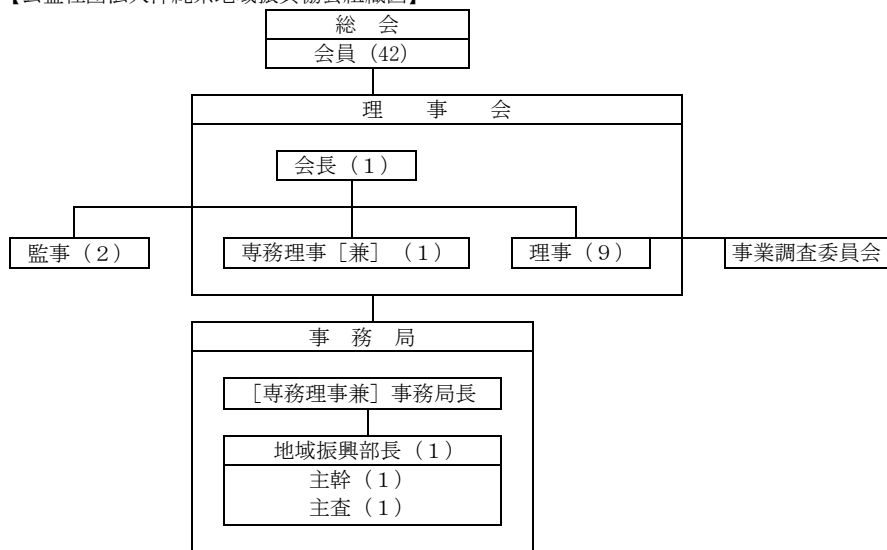 総　会
会員（42）
理　事　会
会長（１）
監事（２）
専務理事［兼］（１）
理事（９）
事業調査委員会
事　務　局
［専務理事兼］事務局長
地域振興部長（１）
主幹（１）
主査（１）